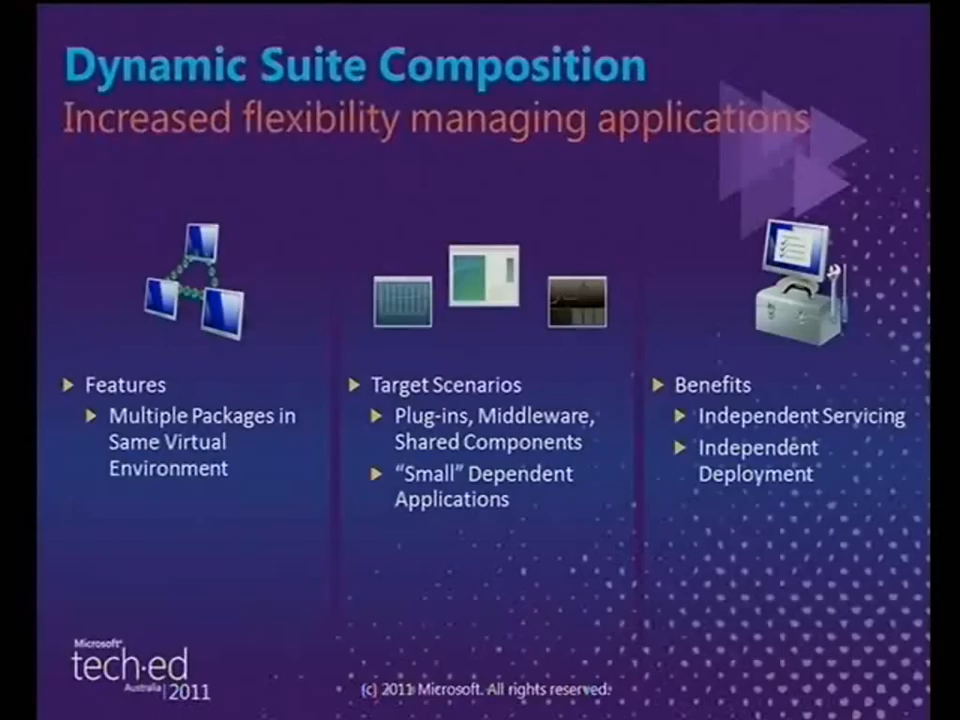 Dynamic Suite Composition
Increased flexibility managing applications
Features
Multiple Packages in
Same Virtual
Environment
Target Scenarios
Plug-ins, Middleware,
Shared Components
“Small” Dependent
Applications
Benefits
Independent Servicing
Independent
Deployment
Microsoft®
tech·ed
Australia | 2011
(c) 2011 Microsoft. All rights reserved.